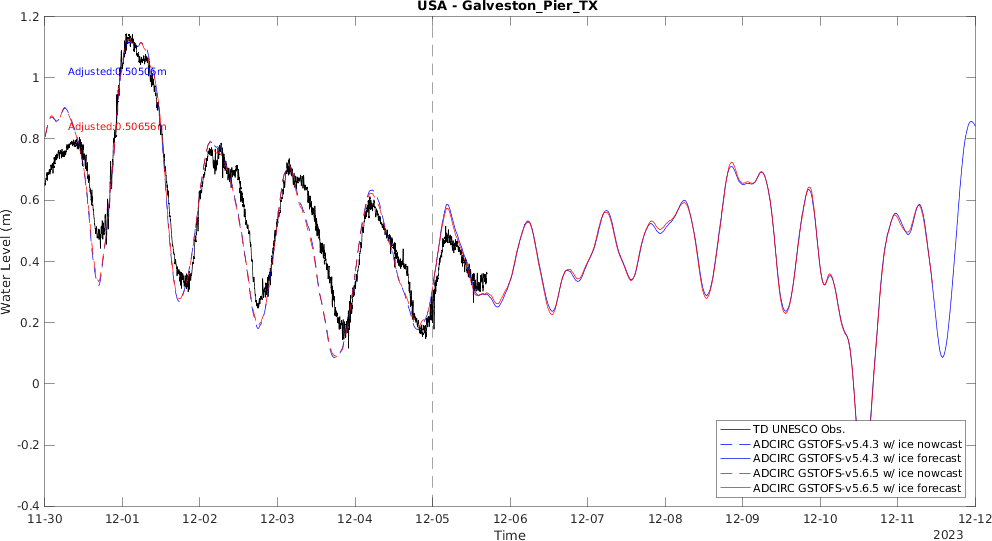 USA - Galveston_Pier_TX
1.2
1
0.8
0.6
0.4
0.2
0
-0.2
-0.4
Water Level (m)
Adjusted:0.50506m
Adjusted:0.50656m
TD UNESCO Obs.
ADCIRC GSTOFS-v5.4.3 w/ ice nowcast
ADCIRC GSTOFS-v5.4.3 w/ ice forecast
ADCIRC GSTOFS-v5.6.5 w/ ice nowcast
ADCIRC GSTOFS-v5.6.5 w/ ice forecast
11-30 12-01 12-02 12-03 12-04 12-05 12-06 12-07 12-08 12-09 12-10 12-11 12-12
Time
2023